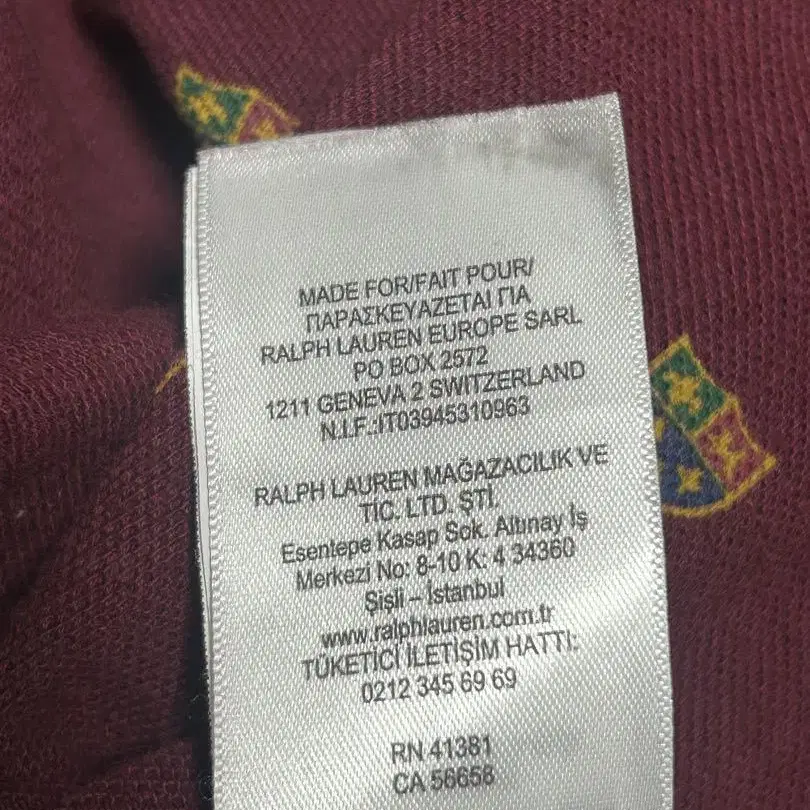 MADE FOR/FAIT POUR/
ΠΑΡΑΣΚΕΥΑΖΕΤΑΙ ΓΙΑ
RALPH LAUREN EUROPE SARL
PO BOX 2572
1211 GENEVA 2 SWITZERLAND
N.I.F.:IT03945310963
RALPH LAUREN MAĞAZACILIK VE
TİC. LTD. ŞTİ.
Esentepe Kasap Sok. Altınay İş
Merkezi No: 8-10 K: 4 34360
Şişli – İstanbul
www.ralphlauren.com.tr
TÜKETİCİ İLETİŞİM HATTI:
0212 345 69 69
RN 41381
CA 56658